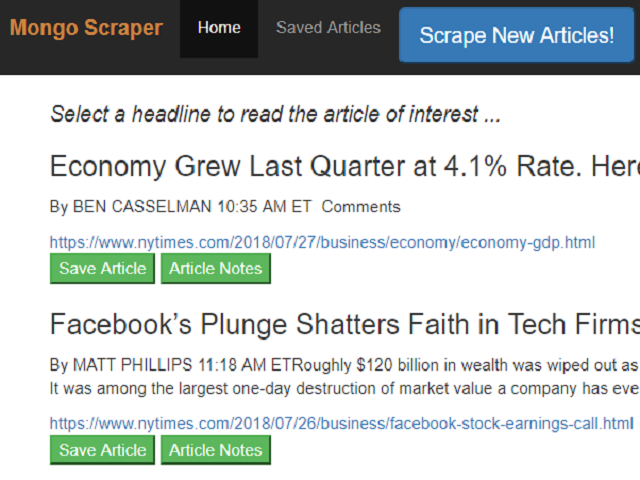 Mongo Scraper Home Saved Articles Scrape New Articles!
Select a headline to read the article of interest ...
Economy Grew Last Quarter at 4.1% Rate. Here
By BEN CASSELMAN 10:35 AM ET Comments
https://www.nytimes.com/2018/07/27/business/economy/economy-gdp.html
Save Article Article Notes
Facebook’s Plunge Shatters Faith in Tech Firms
By MATT PHILLIPS 11:18 AM ETRoughly $120 billion in wealth was wiped out as
It was among the largest one-day destruction of market value a company has eve
https://www.nytimes.com/2018/07/26/business/facebook-stock-earnings-call.html
Save Article Article Notes